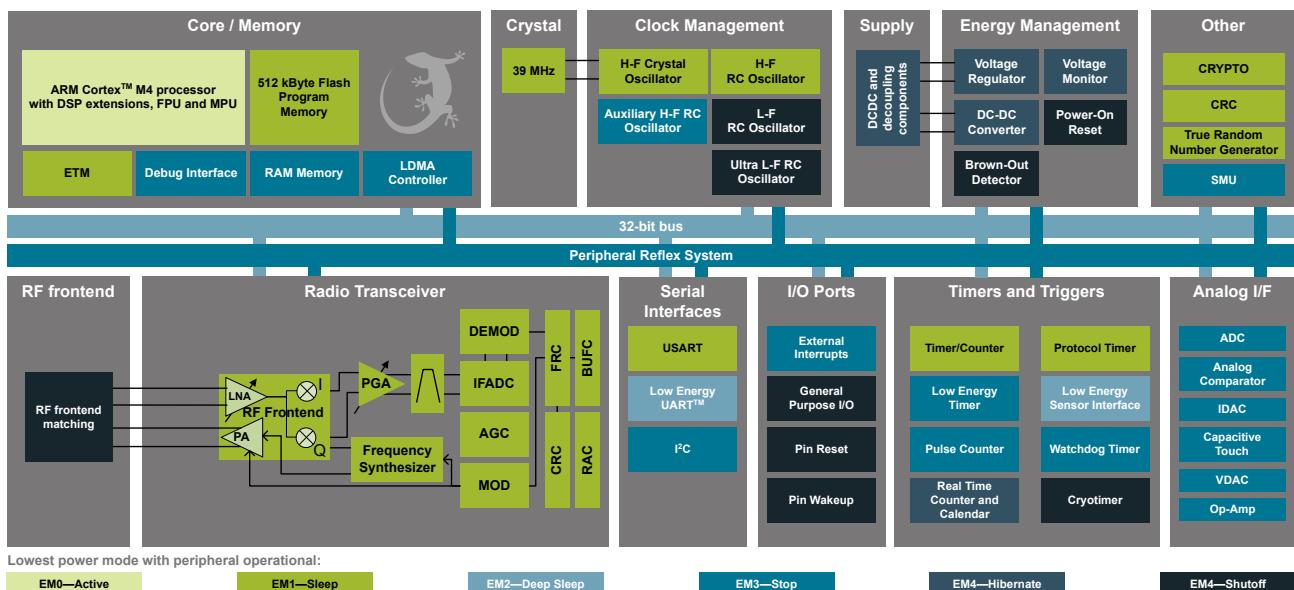 Core / Memory
ARM Cortex™ M4 processor
with DSP extensions, FPU and MPU
512 kByte Flash
Program
Memory
ETM
Debug Interface
RAM Memory
LDMA
Controller
Crystal
39 MHz
Clock Management
H-F Crystal
Oscillator
H-F
RC Oscillator
Auxiliary H-F RC
Oscillator
L-F
RC Oscillator
Ultra L-F RC
Oscillator
Supply
DCDC and
decoupling
components
Energy Management
Voltage
Regulator
Voltage
Monitor
DC-DC
Converter
Power-On
Reset
Brown-Out
Detector
Other
CRYPTO
CRC
True Random
Number Generator
SMU
32-bit bus
Peripheral Reflex System
RF frontend
RF frontend
matching
Radio Transceiver
LNA
RF Frontend
I
PA
Q
PGA
Frequency
Synthesizer
DEMOD
IFADC
AGC
MOD
FRC
BUFC
CRC
RAC
Serial
Interfaces
USART
Low Energy
UART™
I²C
I/O Ports
External
Interrupts
General
Purpose I/O
Pin Reset
Pin Wakeup
Timers and Triggers
Timer/Counter
Protocol Timer
Low Energy
Timer
Low Energy
Sensor Interface
Pulse Counter
Watchdog Timer
Real Time
Counter and
Calendar
Cryotimer
Analog I/F
ADC
Analog
Comparator
IDAC
Capacitive
Touch
VDAC
Op-Amp
Lowest power mode with peripheral operational:
EM0—Active
EM1—Sleep
EM2—Deep Sleep
EM3—Stop
EM4—Hibernate
EM4—Shutoff